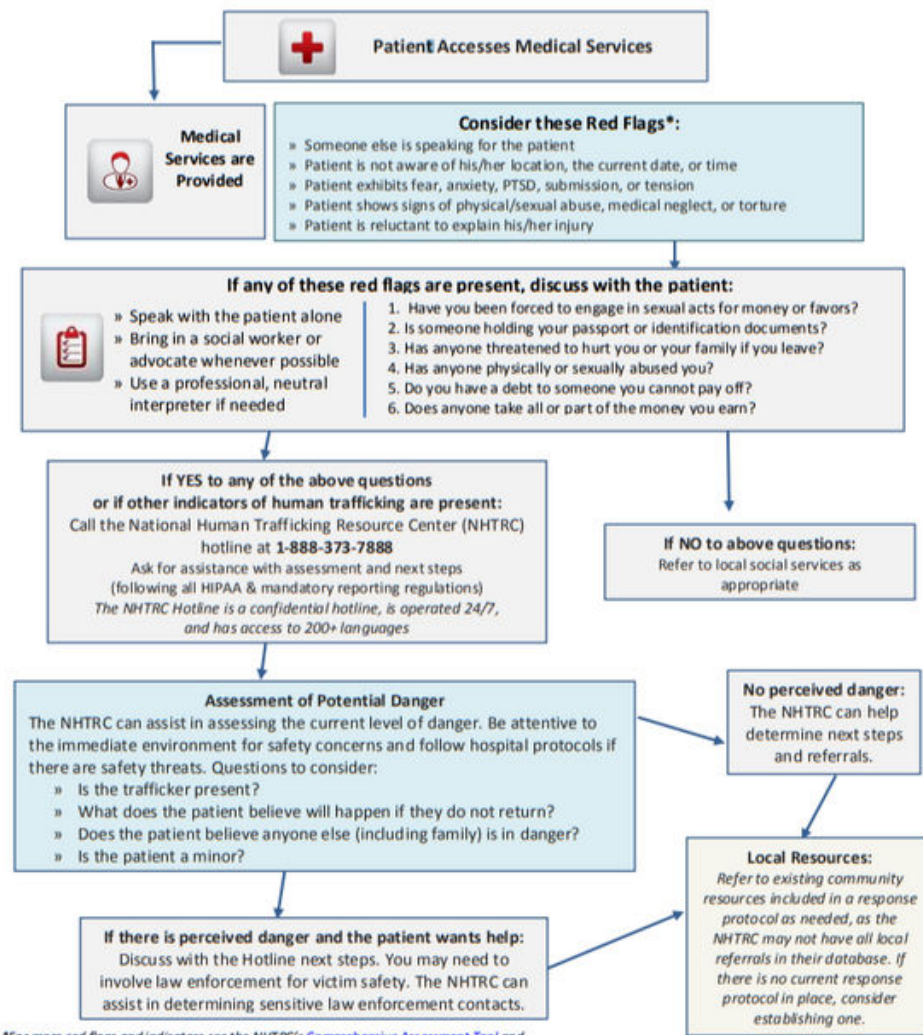 Patient Accesses Medical Services
Medical
Services are
Provided
Consider these Red Flags*:
» Someone else is speaking for the patient
» Patient is not aware of his/her location, the current date, or time
» Patient exhibits fear, anxiety, PTSD, submission, or tension
» Patient shows signs of physical/sexual abuse, medical neglect, or torture
» Patient is reluctant to explain his/her injury
If any of these red flags are present, discuss with the patient:
» Speak with the patient alone
» Bring in a social worker or
advocate whenever possible
» Use a professional, neutral
interpreter if needed
1. Have you been forced to engage in sexual acts for money or favors?
2. Is someone holding your passport or identification documents?
3. Has anyone threatened to hurt you or your family if you leave?
4. Has anyone physically or sexually abused you?
5. Do you have a debt to someone you cannot pay off?
6. Does anyone take all or part of the money you earn?
If YES to any of the above questions
or if other indicators of human trafficking are present:
Call the National Human Trafficking Resource Center (NHTRC)
hotline at 1-888-373-7888
Ask for assistance with assessment and next steps
(following all HIPAA & mandatory reporting regulations)
The NHTRC Hotline is a confidential hotline, is operated 24/7,
and has access to 200+ languages
If NO to above questions:
Refer to local social services as
appropriate
Assessment of Potential Danger
The NHTRC can assist in assessing the current level of danger. Be attentive to
the immediate environment for safety concerns and follow hospital protocols if
there are safety threats. Questions to consider:
» Is the trafficker present?
» What does the patient believe will happen if they do not return?
» Does the patient believe anyone else (including family) is in danger?
» Is the patient a minor?
No perceived danger:
The NHTRC can help
determine next steps
and referrals.
If there is perceived danger and the patient wants help:
Discuss with the Hotline next steps. You may need to
involve law enforcement for victim safety. The NHTRC can
assist in determining sensitive law enforcement contacts.
Local Resources:
Refer to existing community
resources included in a response
protocol as needed, as the
NHTRC may not have all local
referrals in their database. If
there is no current response
protocol in place, consider
establishing one.